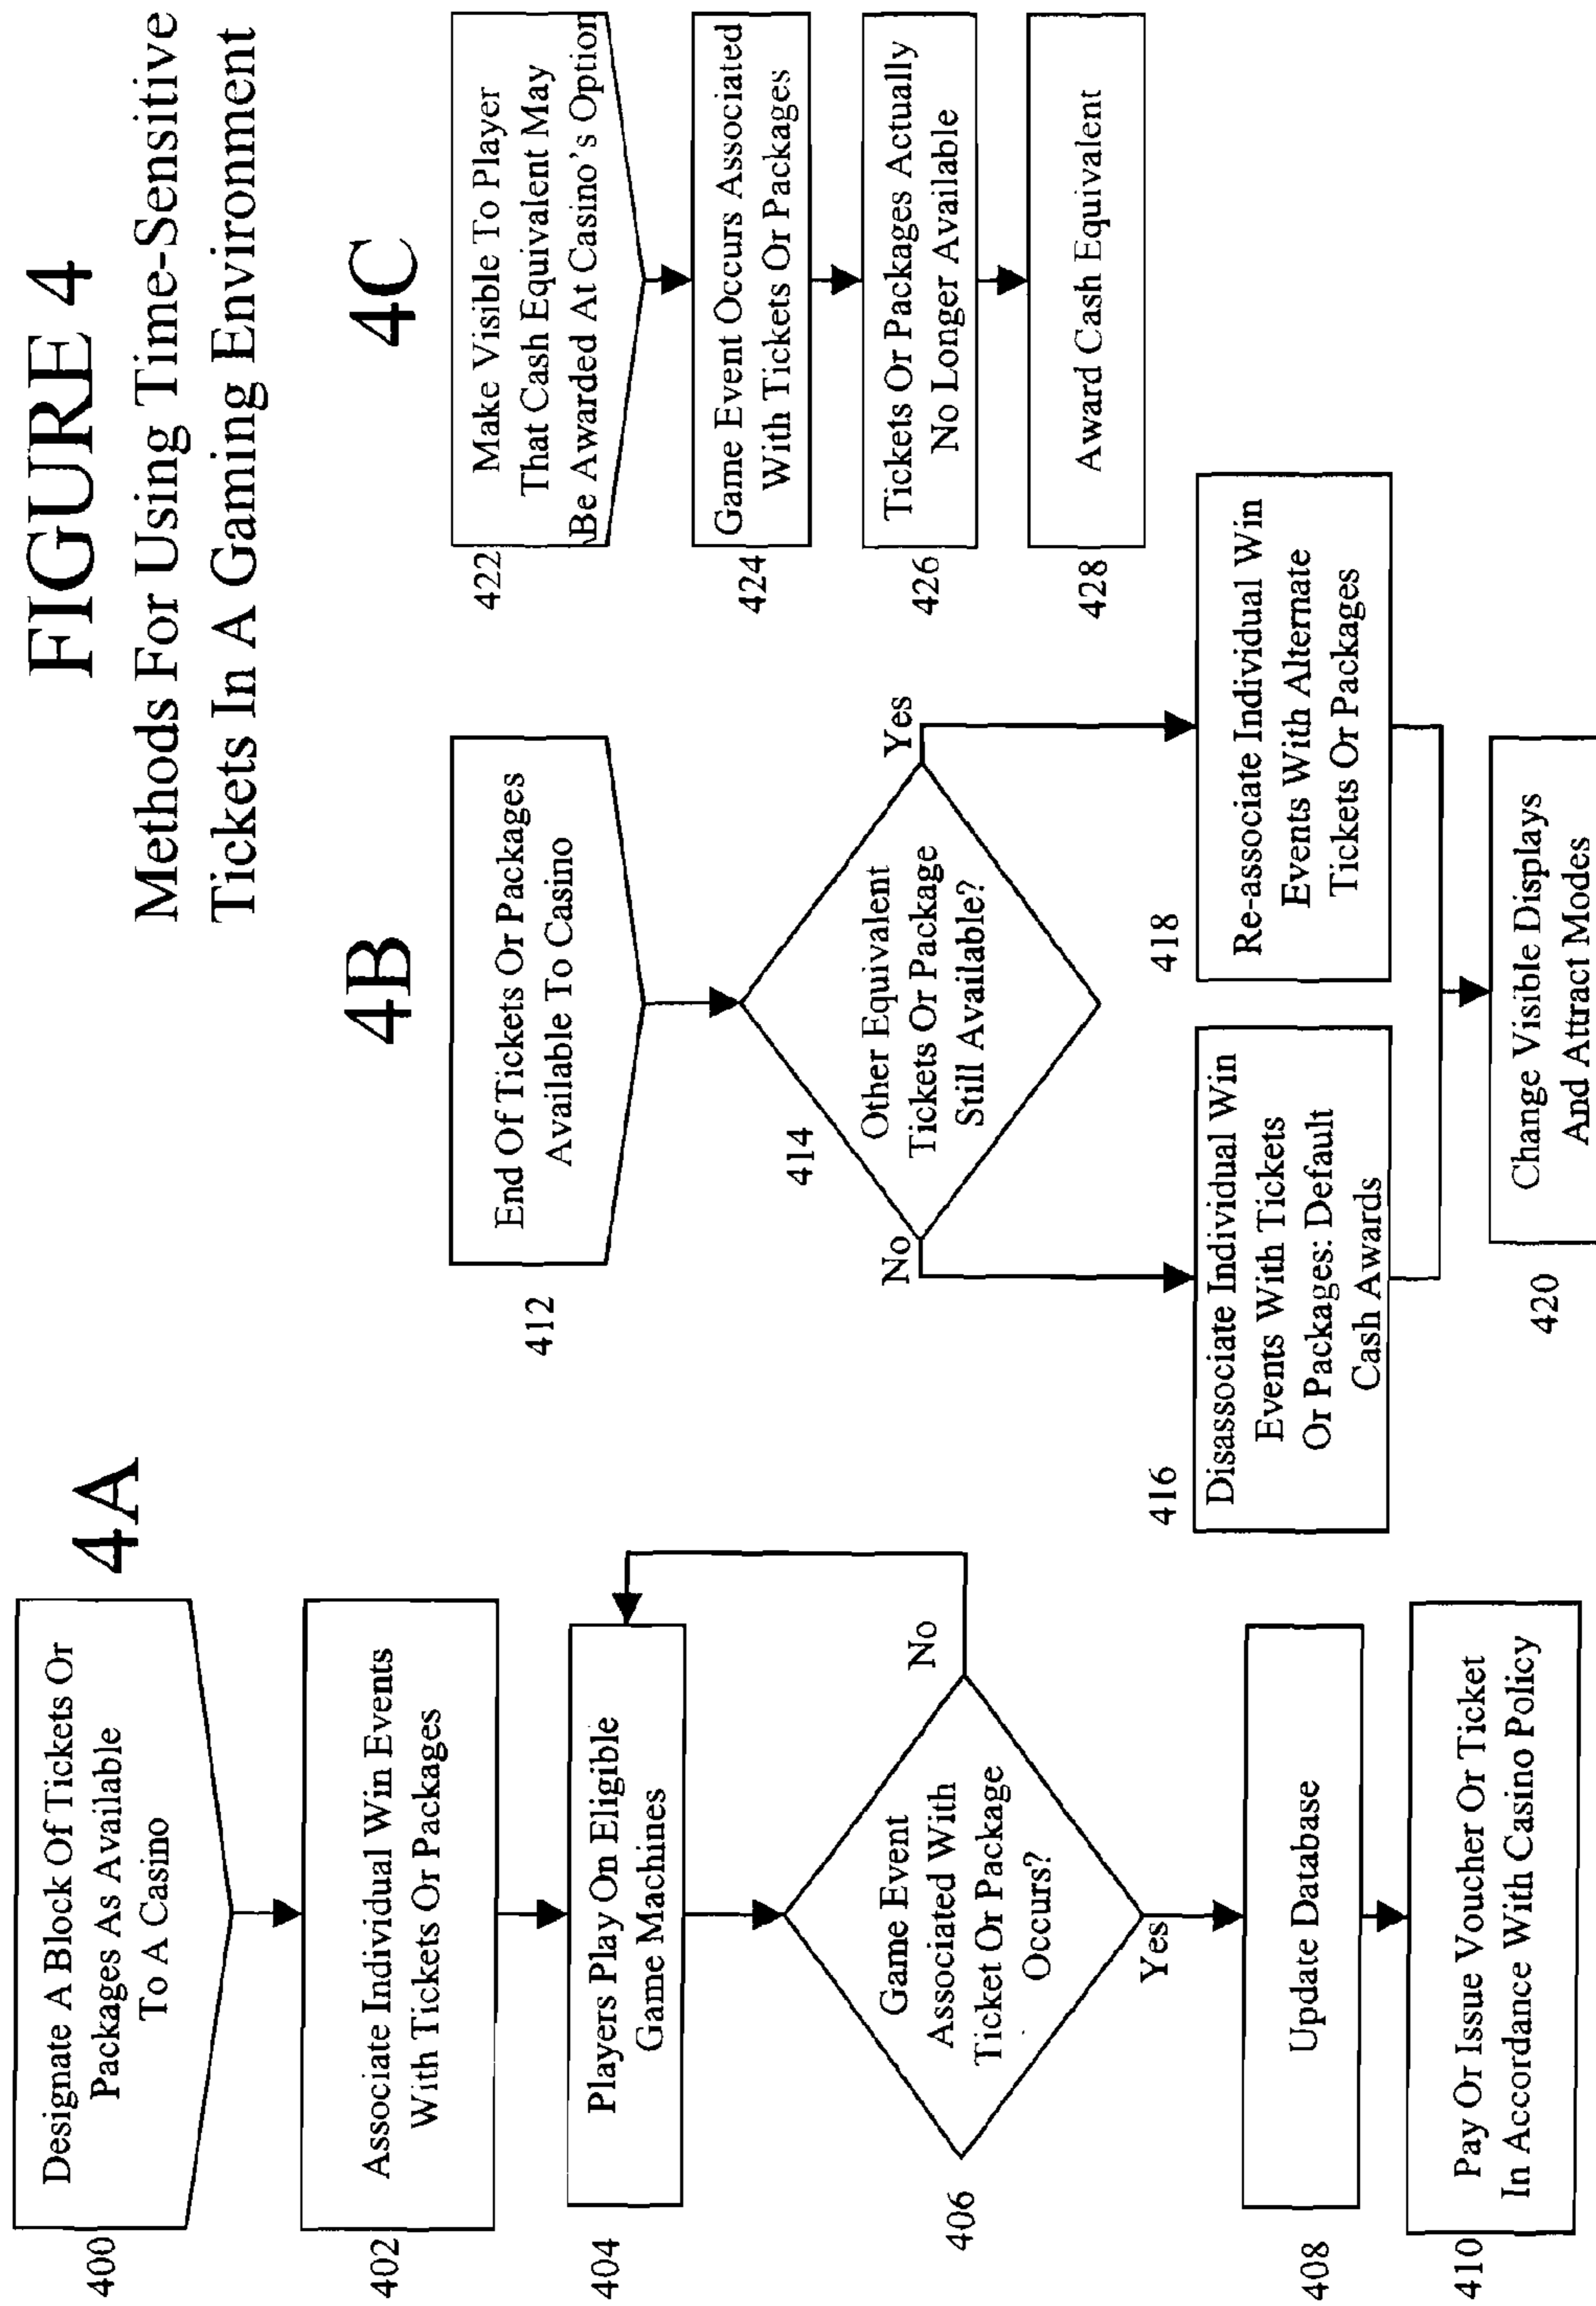 FIGURE 4
Methods For Using Time-Sensitive
Tickets In A Gaming Environment
4A
400
Designate A Block Of Tickets Or
Packages As Available
To A Casino
402
Associate Individual Win Events
With Tickets Or Packages
404
Players Play On Eligible
Game Machines
406
Game Event
Associated With
Ticket Or Package
Occurs?
No
Yes
408
Update Database
410
Pay Or Issue Voucher Or Ticket
In Accordance With Casino Policy
4B
412
End Of Tickets Or Packages
Available To Casino
414
Other Equivalent
Tickets Or Package
Still Available?
No
Yes
416
Disassociate Individual Win
Events With Tickets
Or Packages: Default
Cash Awards
418
Re-associate Individual Win
Events With Alternate
Tickets Or Packages
420
Change Visible Displays
And Attract Modes
4C
422
Make Visible To Player
That Cash Equivalent May
Be Awarded At Casino's Option
424
Game Event Occurs Associated
With Tickets Or Packages
426
Tickets Or Packages Actually
No Longer Available
428
Award Cash Equivalent